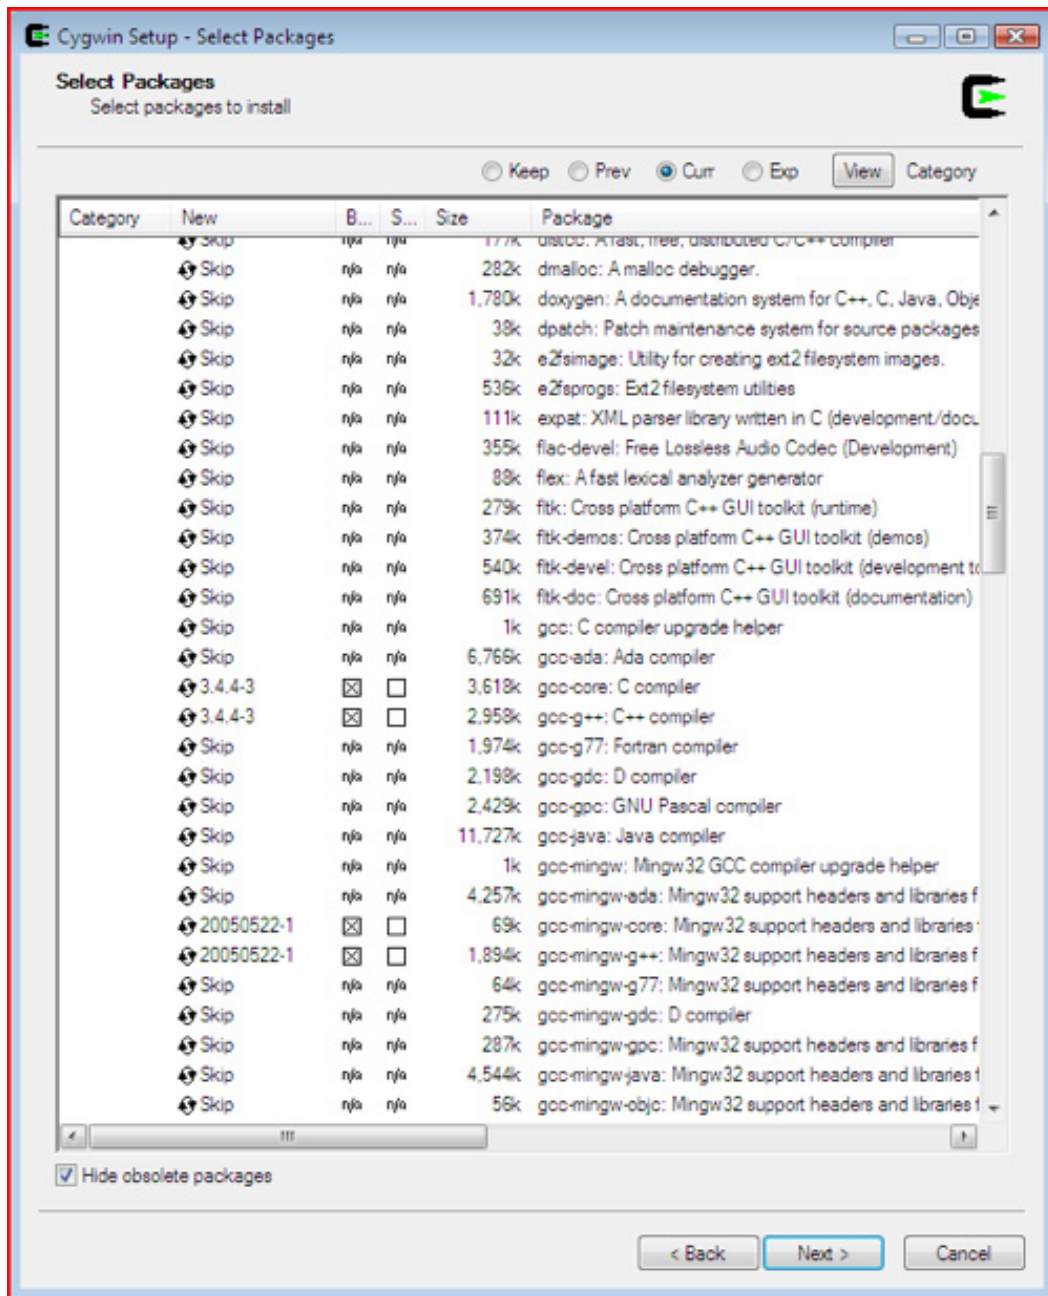 Cygwin Setup - Select Packages
Select Packages
Select packages to install
Keep Prev Curr Exp View Category
Category New B... S... Size Package
Skip n/a n/a 177k distcc: A fast, free, distributed C/C++ compiler
Skip n/a n/a 282k dmalloc: A malloc debugger.
Skip n/a n/a 1,780k doxygen: A documentation system for C++, C, Java, Obje
Skip n/a n/a 38k dpatch: Patch maintenance system for source packages
Skip n/a n/a 32k e2fsimage: Utility for creating ext2 filesystem images.
Skip n/a n/a 536k e2fsprogs: Ext2 filesystem utilities
Skip n/a n/a 111k expat: XML parser library written in C (development/docu
Skip n/a n/a 355k flac-devel: Free Lossless Audio Codec (Development)
Skip n/a n/a 88k flex: A fast lexical analyzer generator
Skip n/a n/a 279k fltk: Cross platform C++ GUI toolkit (runtime)
Skip n/a n/a 374k fltk-demos: Cross platform C++ GUI toolkit (demos)
Skip n/a n/a 540k fltk-devel: Cross platform C++ GUI toolkit (development to
Skip n/a n/a 691k fltk-doc: Cross platform C++ GUI toolkit (documentation)
Skip n/a n/a 1k gcc: C compiler upgrade helper
Skip n/a n/a 6,766k gcc-ada: Ada compiler
3.4.4-3 3,618k gcc-core: C compiler
3.4.4-3 2,958k gcc-g++: C++ compiler
Skip n/a n/a 1,974k gcc-g77: Fortran compiler
Skip n/a n/a 2,198k gcc-gdc: D compiler
Skip n/a n/a 2,429k gcc-gpc: GNU Pascal compiler
Skip n/a n/a 11,727k gcc-java: Java compiler
Skip n/a n/a 1k gcc-mingw: Mingw32 GCC compiler upgrade helper
Skip n/a n/a 4,257k gcc-mingw-ada: Mingw32 support headers and libraries f
20050522-1 69k gcc-mingw-core: Mingw32 support headers and libraries
20050522-1 1,894k gcc-mingw-g++: Mingw32 support headers and libraries f
Skip n/a n/a 64k gcc-mingw-g77: Mingw32 support headers and libraries f
Skip n/a n/a 275k gcc-mingw-gdc: D compiler
Skip n/a n/a 287k gcc-mingw-gpc: Mingw32 support headers and libraries f
Skip n/a n/a 4,544k gcc-mingw-java: Mingw32 support headers and libraries f
Skip n/a n/a 56k gcc-mingw-objc: Mingw32 support headers and libraries f
Hide obsolete packages
< Back Next > Cancel